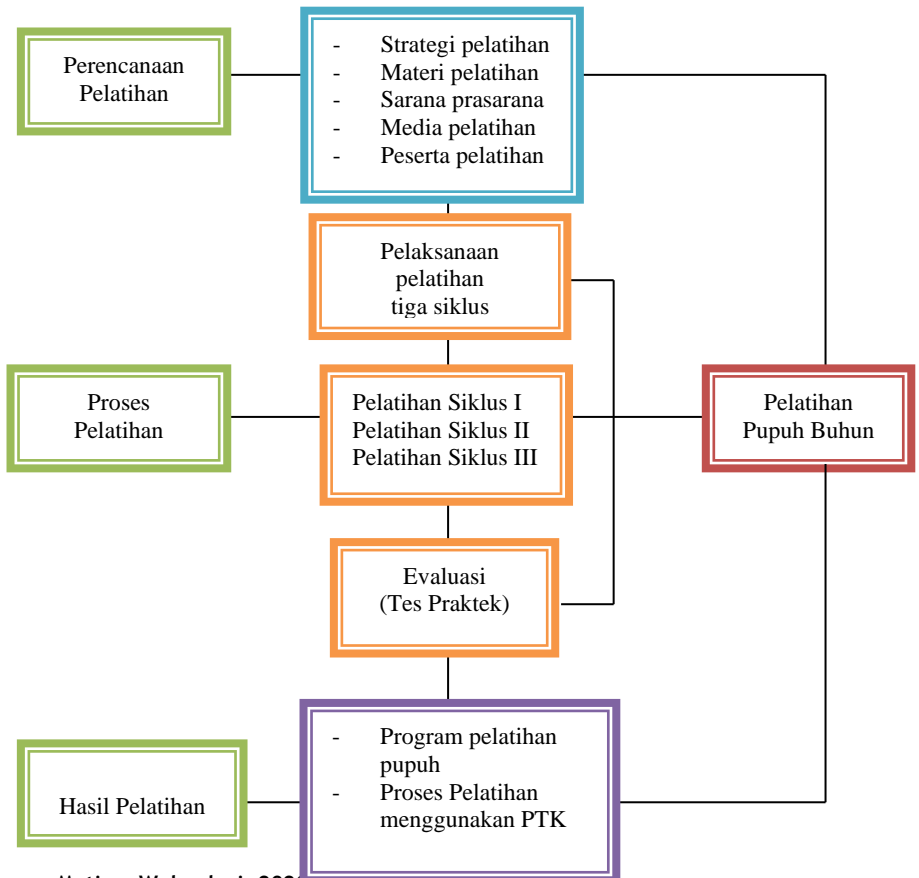 Perencanaan
Pelatihan
- Strategi pelatihan
- Materi pelatihan
- Sarana prasarana
- Media pelatihan
- Peserta pelatihan
Pelaksanaan
pelatihan
tiga siklus
Proses
Pelatihan
Pelatihan Siklus I
Pelatihan Siklus II
Pelatihan Siklus III
Pelatihan
Pupuh Buhun
Evaluasi
(Tes Praktek)
Hasil Pelatihan
- Program pelatihan
pupuh
- Proses Pelatihan
menggunakan PTK